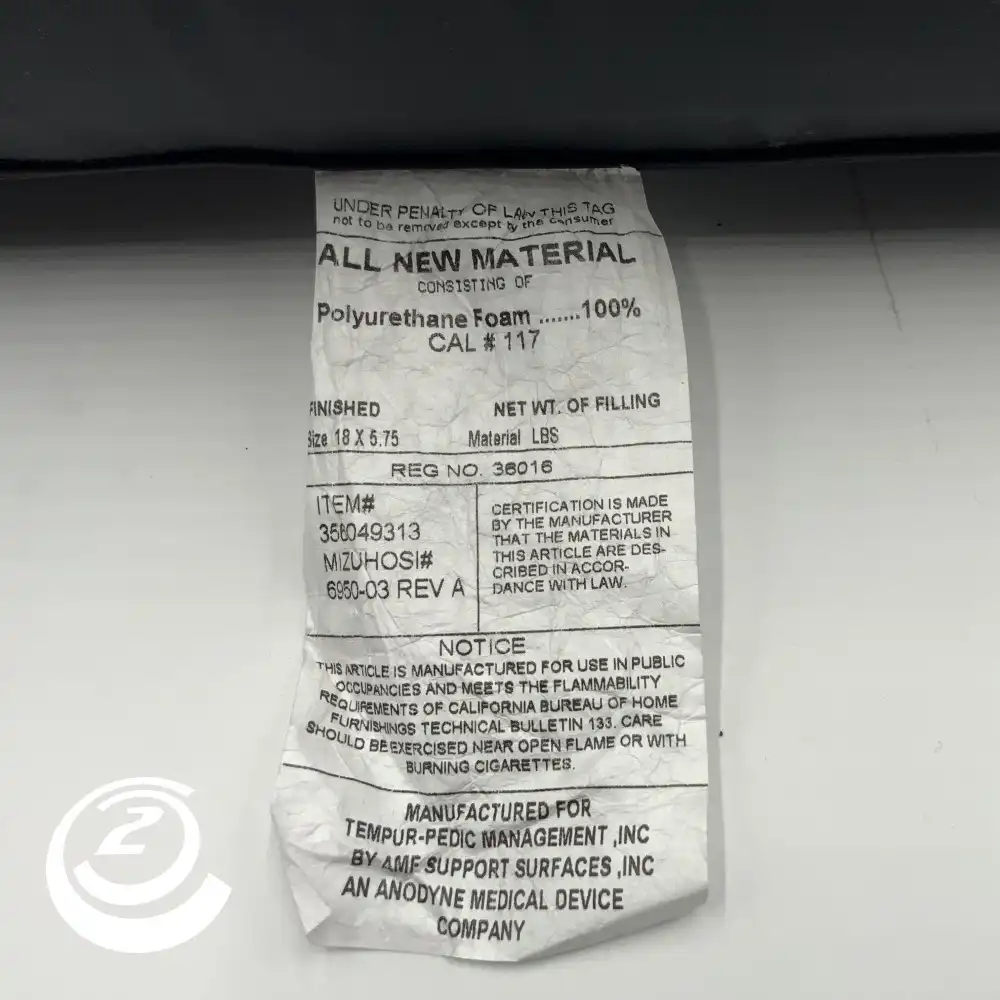 UNDER PENALTY OF LAW THIS TAG
not to be removed except by the consumer
ALL NEW MATERIAL
CONSISTING OF
Polyurethane Foam .......100%
CAL # 117
FINISHED NET WT. OF FILLING
Size 18 X 5.75 Material LBS
REG NO. 36016
ITEM#
358049313
MIZUHOSI#
6950-03 REV A
CERTIFICATION IS MADE
BY THE MANUFACTURER
THAT THE MATERIALS IN
THIS ARTICLE ARE DES-
CRIBED IN ACCOR-
DANCE WITH LAW.
NOTICE
THIS ARTICLE IS MANUFACTURED FOR USE IN PUBLIC
OCCUPANCIES AND MEETS THE FLAMMABILITY
REQUIREMENTS OF CALIFORNIA BUREAU OF HOME
FURNISHINGS TECHNICAL BULLETIN 133. CARE
SHOULD BE EXERCISED NEAR OPEN FLAME OR WITH
BURNING CIGARETTES.
MANUFACTURED FOR
TEMPUR-PEDIC MANAGEMENT ,INC
BY AMF SUPPORT SURFACES ,INC
AN ANODYNE MEDICAL DEVICE
COMPANY
2